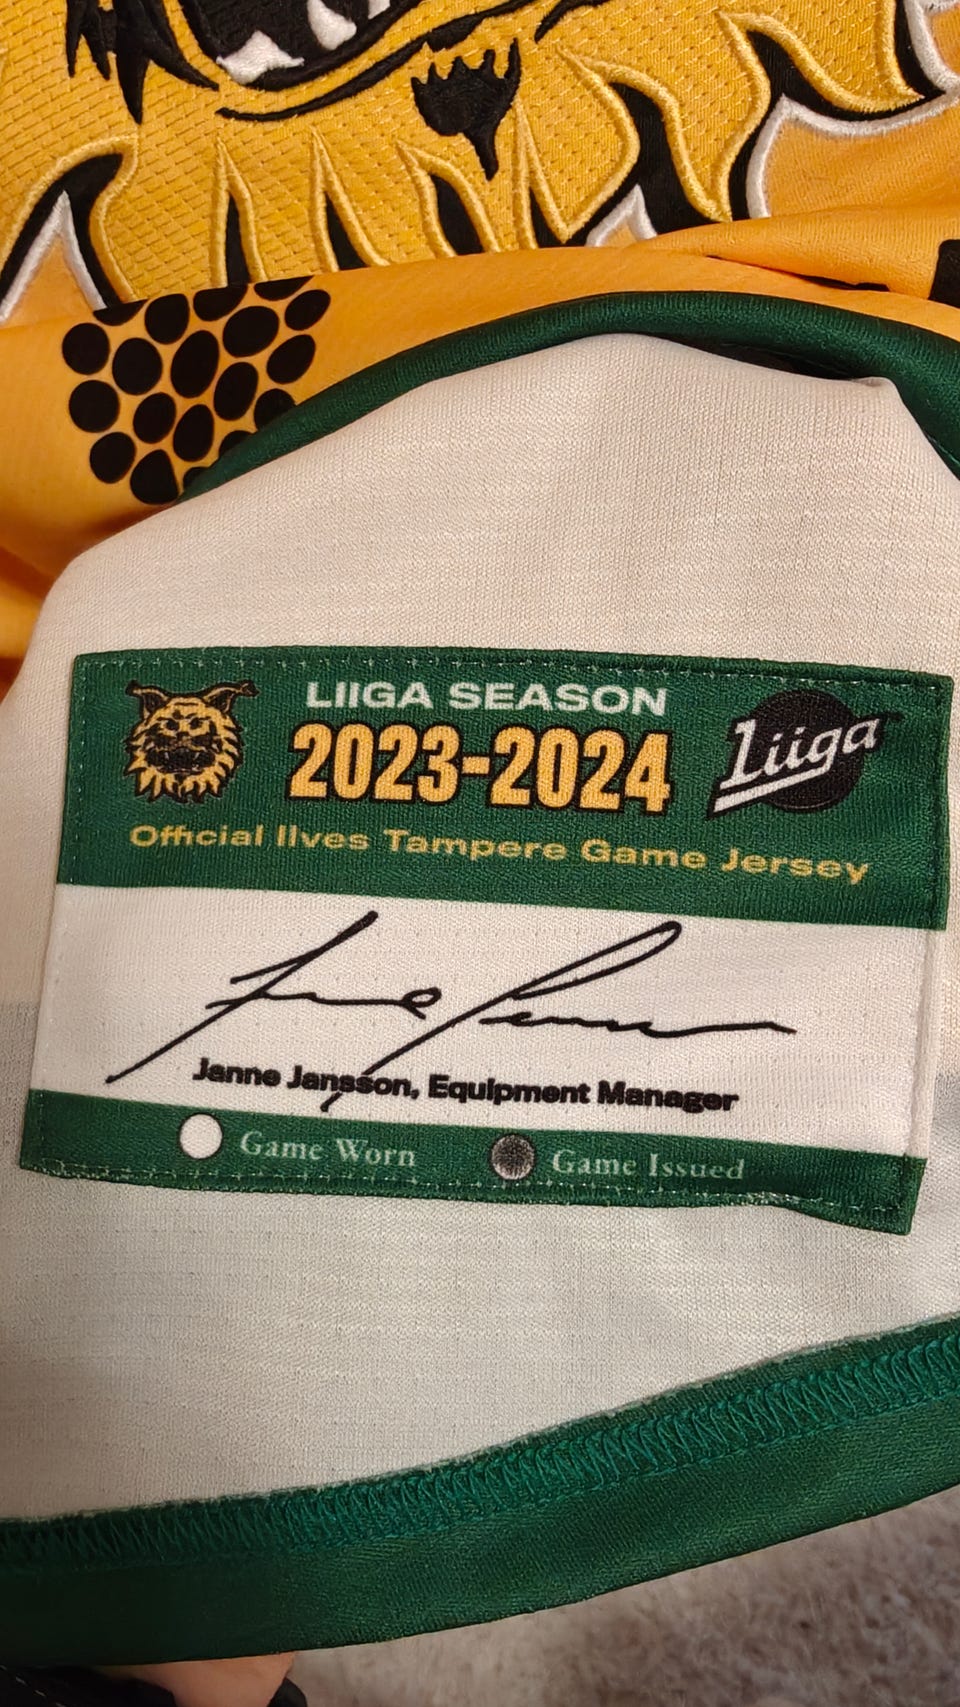 LIIGA SEASON
2023-2024
Liiga
Official Ilves Tampere Game Jersey
Janne Jansson, Equipment Manager
Game Worn
Game Issued